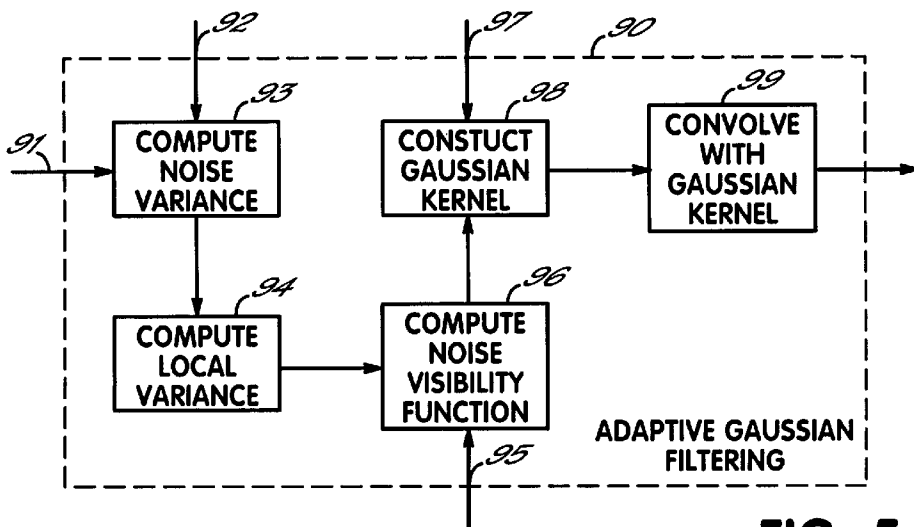 92
97
90
93
98
99
91
COMPUTE
NOISE
VARIANCE
CONSTUCT
GAUSSIAN
KERNEL
CONVOLVE
WITH
GAUSSIAN
KERNEL
94
96
COMPUTE
LOCAL
VARIANCE
COMPUTE
NOISE
VISIBILITY
FUNCTION
ADAPTIVE GAUSSIAN
FILTERING
95